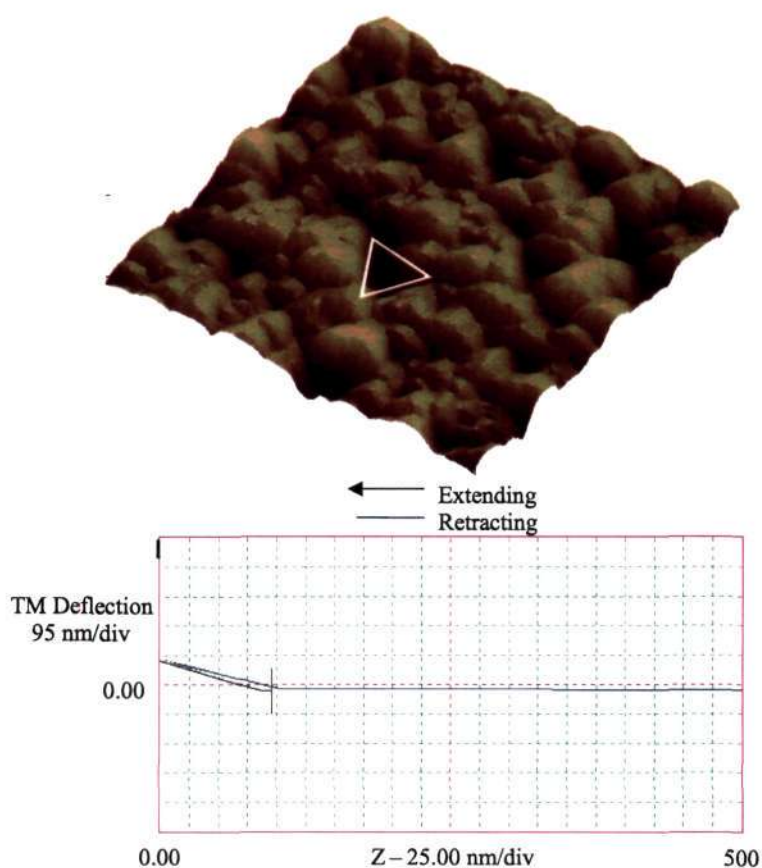 Extending
Retracting
TM Deflection
95 nm/div
0.00
0.00
Z – 25.00 nm/div
500